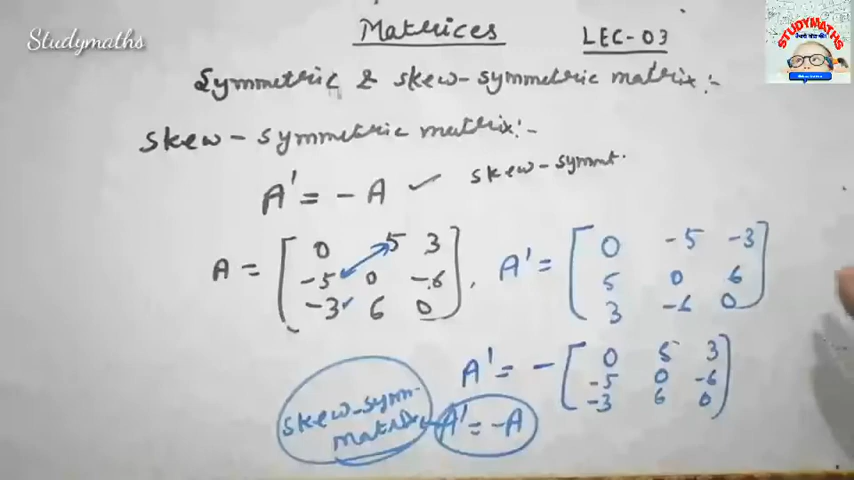 Studymaths
Matrices LEC-03
STUDYMATHS
Symmetric & skew-symmetric matrix:-
skew-symmetric matrix:-
A' = -A ✓ skew-symmt.
A = [ 0 5 3
-5 0 -6
-3 6 0 ] , A' = [ 0 -5 -3
5 0 6
3 -6 0 ]
A' = - [ 0 5 3
-5 0 -6
-3 6 0 ]
skew-symm-
matrix
A' = -A